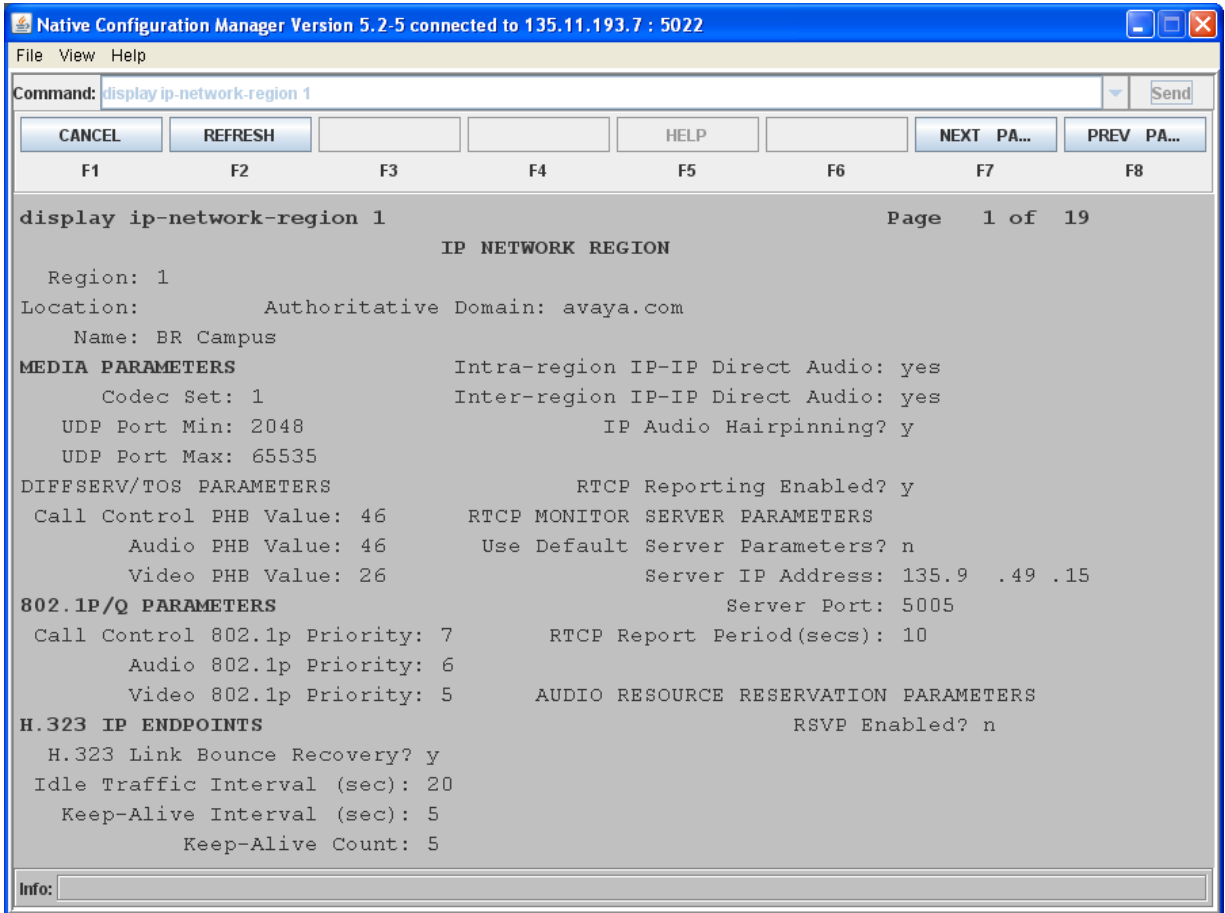 Native Configuration Manager Version 5.2-5 connected to 135.11.193.7 : 5022
File View Help
Command: display ip-network-region 1 Send
CANCEL REFRESH HELP NEXT PA... PREV PA...
F1 F2 F3 F4 F5 F6 F7 F8
display ip-network-region 1 Page 1 of 19
IP NETWORK REGION
Region: 1
Location: Authoritative Domain: avaya.com
Name: BR Campus
MEDIA PARAMETERS Intra-region IP-IP Direct Audio: yes
Codec Set: 1 Inter-region IP-IP Direct Audio: yes
UDP Port Min: 2048 IP Audio Hairpinning? y
UDP Port Max: 65535
DIFFSERV/TOS PARAMETERS RTCP Reporting Enabled? y
Call Control PHB Value: 46 RTCP MONITOR SERVER PARAMETERS
Audio PHB Value: 46 Use Default Server Parameters? n
Video PHB Value: 26 Server IP Address: 135.9 .49 .15
802.1P/Q PARAMETERS Server Port: 5005
Call Control 802.1p Priority: 7 RTCP Report Period(secs): 10
Audio 802.1p Priority: 6
Video 802.1p Priority: 5 AUDIO RESOURCE RESERVATION PARAMETERS
H.323 IP ENDPOINTS RSVP Enabled? n
H.323 Link Bounce Recovery? y
Idle Traffic Interval (sec): 20
Keep-Alive Interval (sec): 5
Keep-Alive Count: 5
Info: